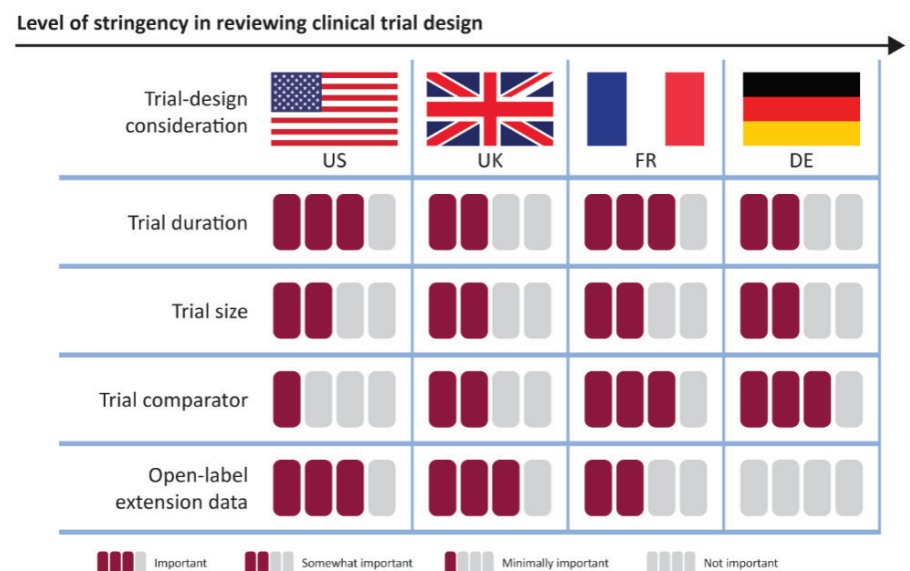 Level of stringency in reviewing clinical trial design
Trial-design
consideration
US
UK
FR
DE
Trial duration
Trial size
Trial comparator
Open-label
extension data
Important
Somewhat important
Minimally important
Not important